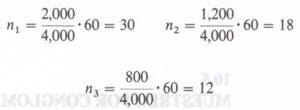 n₁ = 2,000/4,000 · 60 = 30 n₂ = 1,200/4,000 · 60 = 18
n₃ = 800/4,000 · 60 = 12